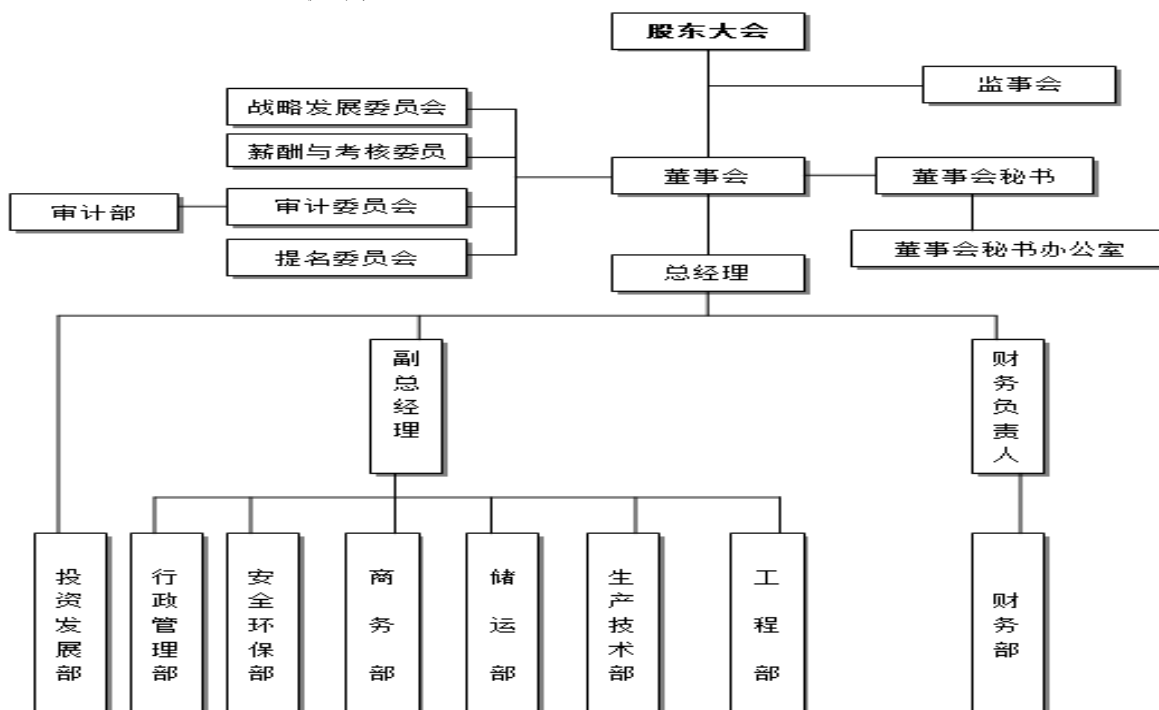 股东大会
监事会
战略发展委员会
薪酬与考核委员
董事会
董事会秘书
审计部
审计委员会
董事会秘书办公室
提名委员会
总经理
副总经理
财务负责人
投资发展部
行政管理部
安全环保部
商务部
储运部
生产技术部
工程部
财务部